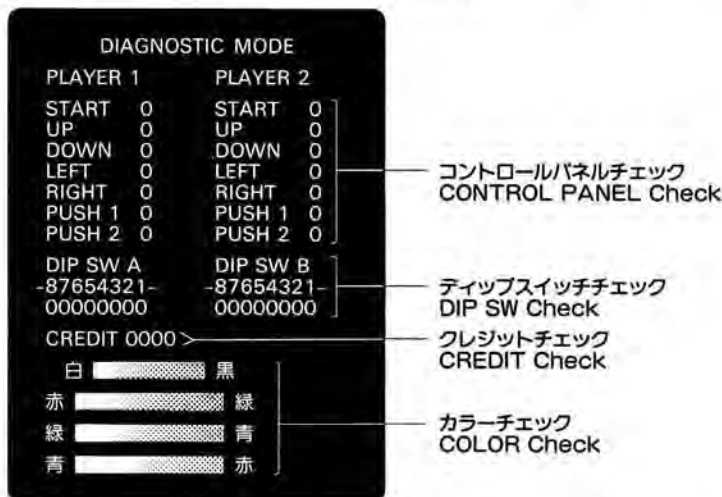 DIAGNOSTIC MODE
PLAYER 1 PLAYER 2
START 0 START 0
UP 0 UP 0
DOWN 0 DOWN 0
LEFT 0 LEFT 0
RIGHT 0 RIGHT 0
PUSH 1 0 PUSH 1 0
PUSH 2 0 PUSH 2 0
コントロールパネルチェック
CONTROL PANEL Check
DIP SW A DIP SW B
-87654321- -87654321-
00000000 00000000
ディップスイッチチェック
DIP SW Check
CREDIT 0000
クレジットチェック
CREDIT Check
白 黒
赤 緑
緑 青
青 赤
カラーチェック
COLOR Check